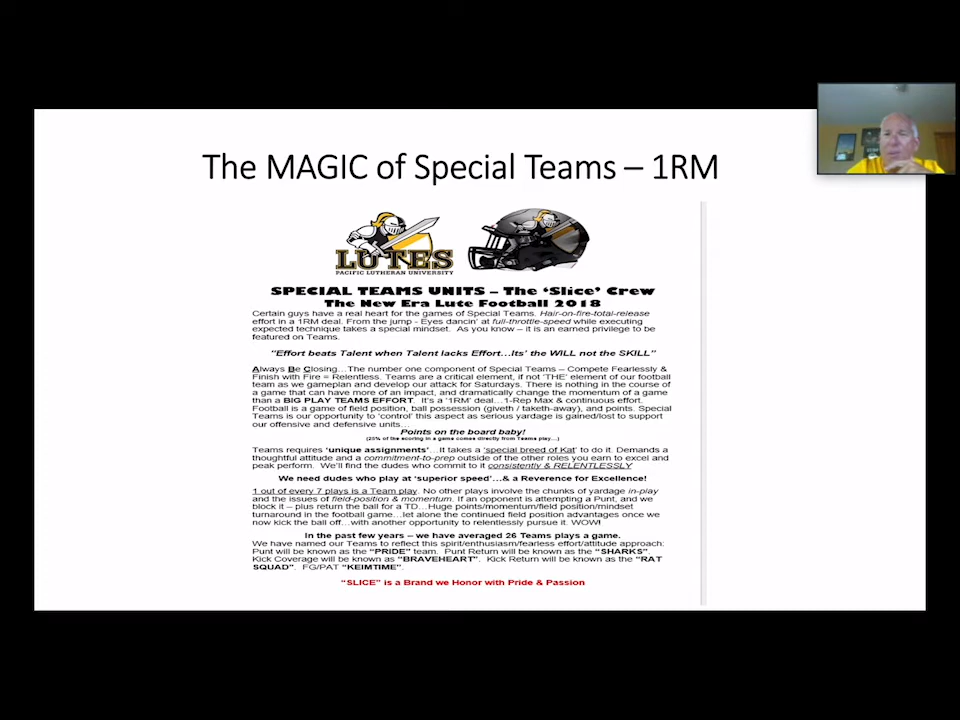 The MAGIC of Special Teams – 1RM
LUTES
PACIFIC LUTHERAN UNIVERSITY
SPECIAL TEAMS UNITS – The 'Slice' Crew
The New Era Lute Football 2018
Certain guys have a real heart for the games of Special Teams. Hair-on-fire-total-release
effort in a 1RM deal. From the jump - Eyes dancin' at full-throttle-speed while executing
expected technique takes a special mindset. As you know – it is an earned privilege to be
featured on Teams.
"Effort beats Talent when Talent lacks Effort…Its' the WILL not the SKILL"
Always Be Closing…The number one component of Special Teams – Compete Fearlessly &
Finish with Fire = Relentless. Teams are a critical element, if not 'THE' element of our football
team as we gameplan and develop our attack for Saturdays. There is nothing in the course of
a game that can have more of an impact, and dramatically change the momentum of a game
than a BIG PLAY TEAMS EFFORT. It's a '1RM' deal…1-Rep Max & continuous effort.
Football is a game of field position, ball possession (giveth / taketh-away), and points. Special
Teams is our opportunity to 'control' this aspect as serious yardage is gained/lost to support
our offensive and defensive units…
Points on the board baby!
(25% of the scoring in a game comes directly from Teams play…)
Teams requires 'unique assignments'…It takes a 'special breed of Kat' to do it. Demands a
thoughtful attitude and a commitment-to-prep outside of the other roles you earn to excel and
peak perform. We'll find the dudes who commit to it consistently & RELENTLESSLY
We need dudes who play at 'superior speed'…& a Reverence for Excellence!
1 out of every 7 plays is a Team play. No other plays involve the chunks of yardage in-play
and the issues of field-position & momentum. If an opponent is attempting a Punt, and we
block it – plus return the ball for a TD…Huge points/momentum/field position/mindset
turnaround in the football game…let alone the continued field position advantages once we
now kick the ball off…with another opportunity to relentlessly pursue it. WOW!
In the past few years – we have averaged 26 Teams plays a game.
We have named our Teams to reflect this spirit/enthusiasm/fearless effort/attitude approach:
Punt will be known as the "PRIDE" team. Punt Return will be known as the "SHARKS".
Kick Coverage will be known as "BRAVEHEART". Kick Return will be known as the "RAT
SQUAD". FG/PAT "KEIMTIME".
"SLICE" is a Brand we Honor with Pride & Passion